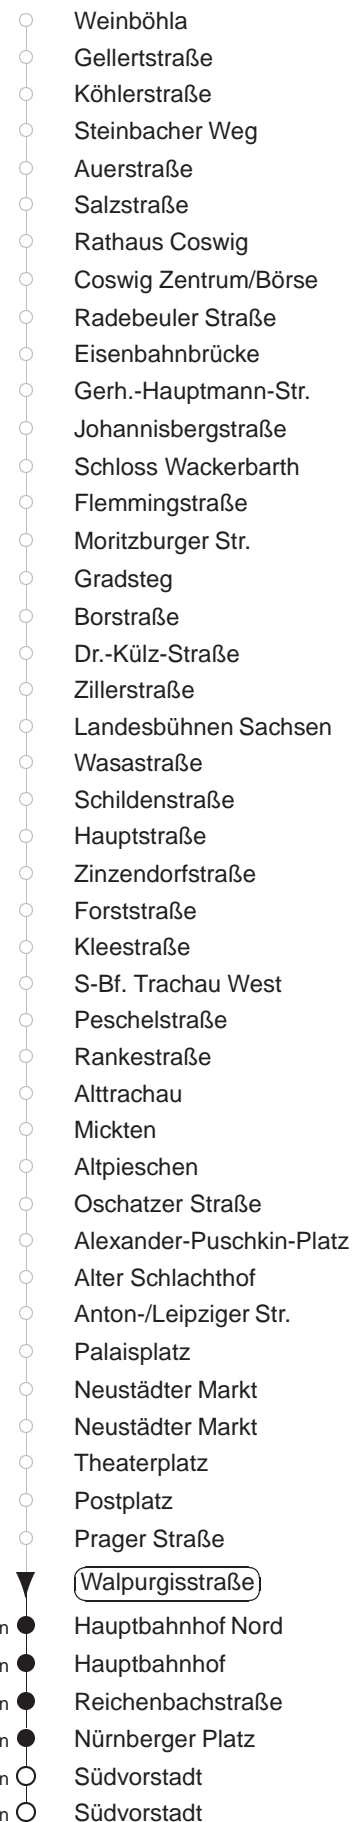 Weinböhla
Gellertstraße
Köhlerstraße
Steinbacher Weg
Auerstraße
Salzstraße
Rathaus Coswig
Coswig Zentrum/Börse
Radebeuler Straße
Eisenbahnbrücke
Gerh.-Hauptmann-Str.
Johannisbergstraße
Schloss Wackerbarth
Flemmingstraße
Moritzburger Str.
Gradsteg
Borstraße
Dr.-Külz-Straße
Zillerstraße
Landesbühnen Sachsen
Wasastraße
Schildenstraße
Hauptstraße
Zinzendorfstraße
Forststraße
Kleestraße
S-Bf. Trachau West
Peschelstraße
Rankestraße
Alttrachau
Mickten
Altpieschen
Oschatzer Straße
Alexander-Puschkin-Platz
Alter Schlachthof
Anton-/Leipziger Str.
Palaisplatz
Neustädter Markt
Neustädter Markt
Theaterplatz
Postplatz
Prager Straße
Walpurgisstraße
n Hauptbahnhof Nord
n Hauptbahnhof
n Reichenbachstraße
n Nürnberger Platz
n Südvorstadt
n Südvorstadt